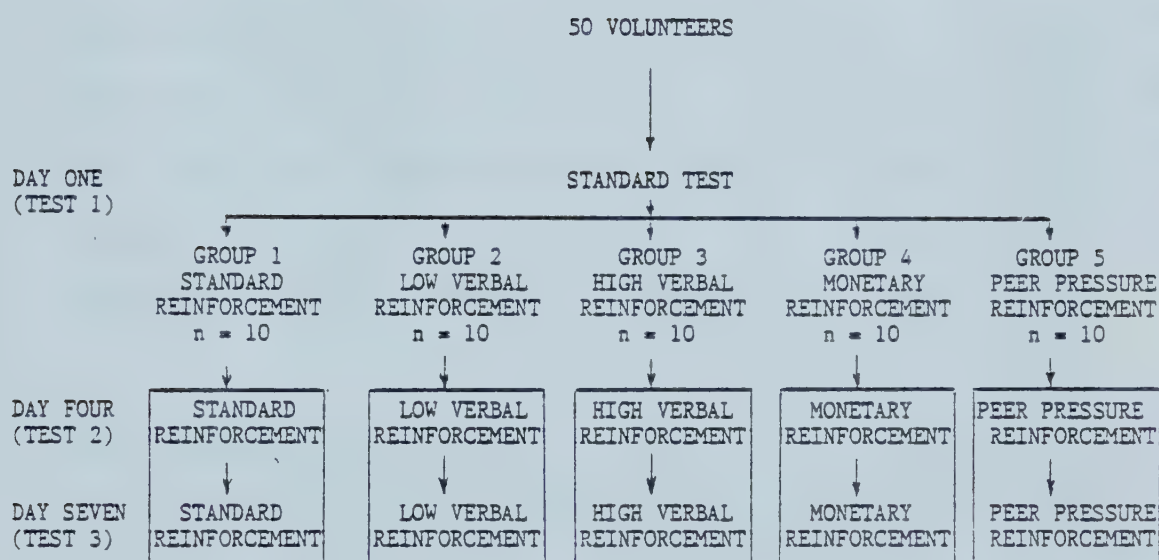 50 VOLUNTEERS
DAY ONE
(TEST 1)
STANDARD TEST
GROUP 1
STANDARD
REINFORCEMENT
n = 10
GROUP 2
LOW VERBAL
REINFORCEMENT
n = 10
GROUP 3
HIGH VERBAL
REINFORCEMENT
n = 10
GROUP 4
MONETARY
REINFORCEMENT
n = 10
GROUP 5
PEER PRESSURE
REINFORCEMENT
n = 10
DAY FOUR
(TEST 2)
STANDARD
REINFORCEMENT
LOW VERBAL
REINFORCEMENT
HIGH VERBAL
REINFORCEMENT
MONETARY
REINFORCEMENT
PEER PRESSURE
REINFORCEMENT
DAY SEVEN
(TEST 3)
STANDARD
REINFORCEMENT
LOW VERBAL
REINFORCEMENT
HIGH VERBAL
REINFORCEMENT
MONETARY
REINFORCEMENT
PEER PRESSURE
REINFORCEMENT